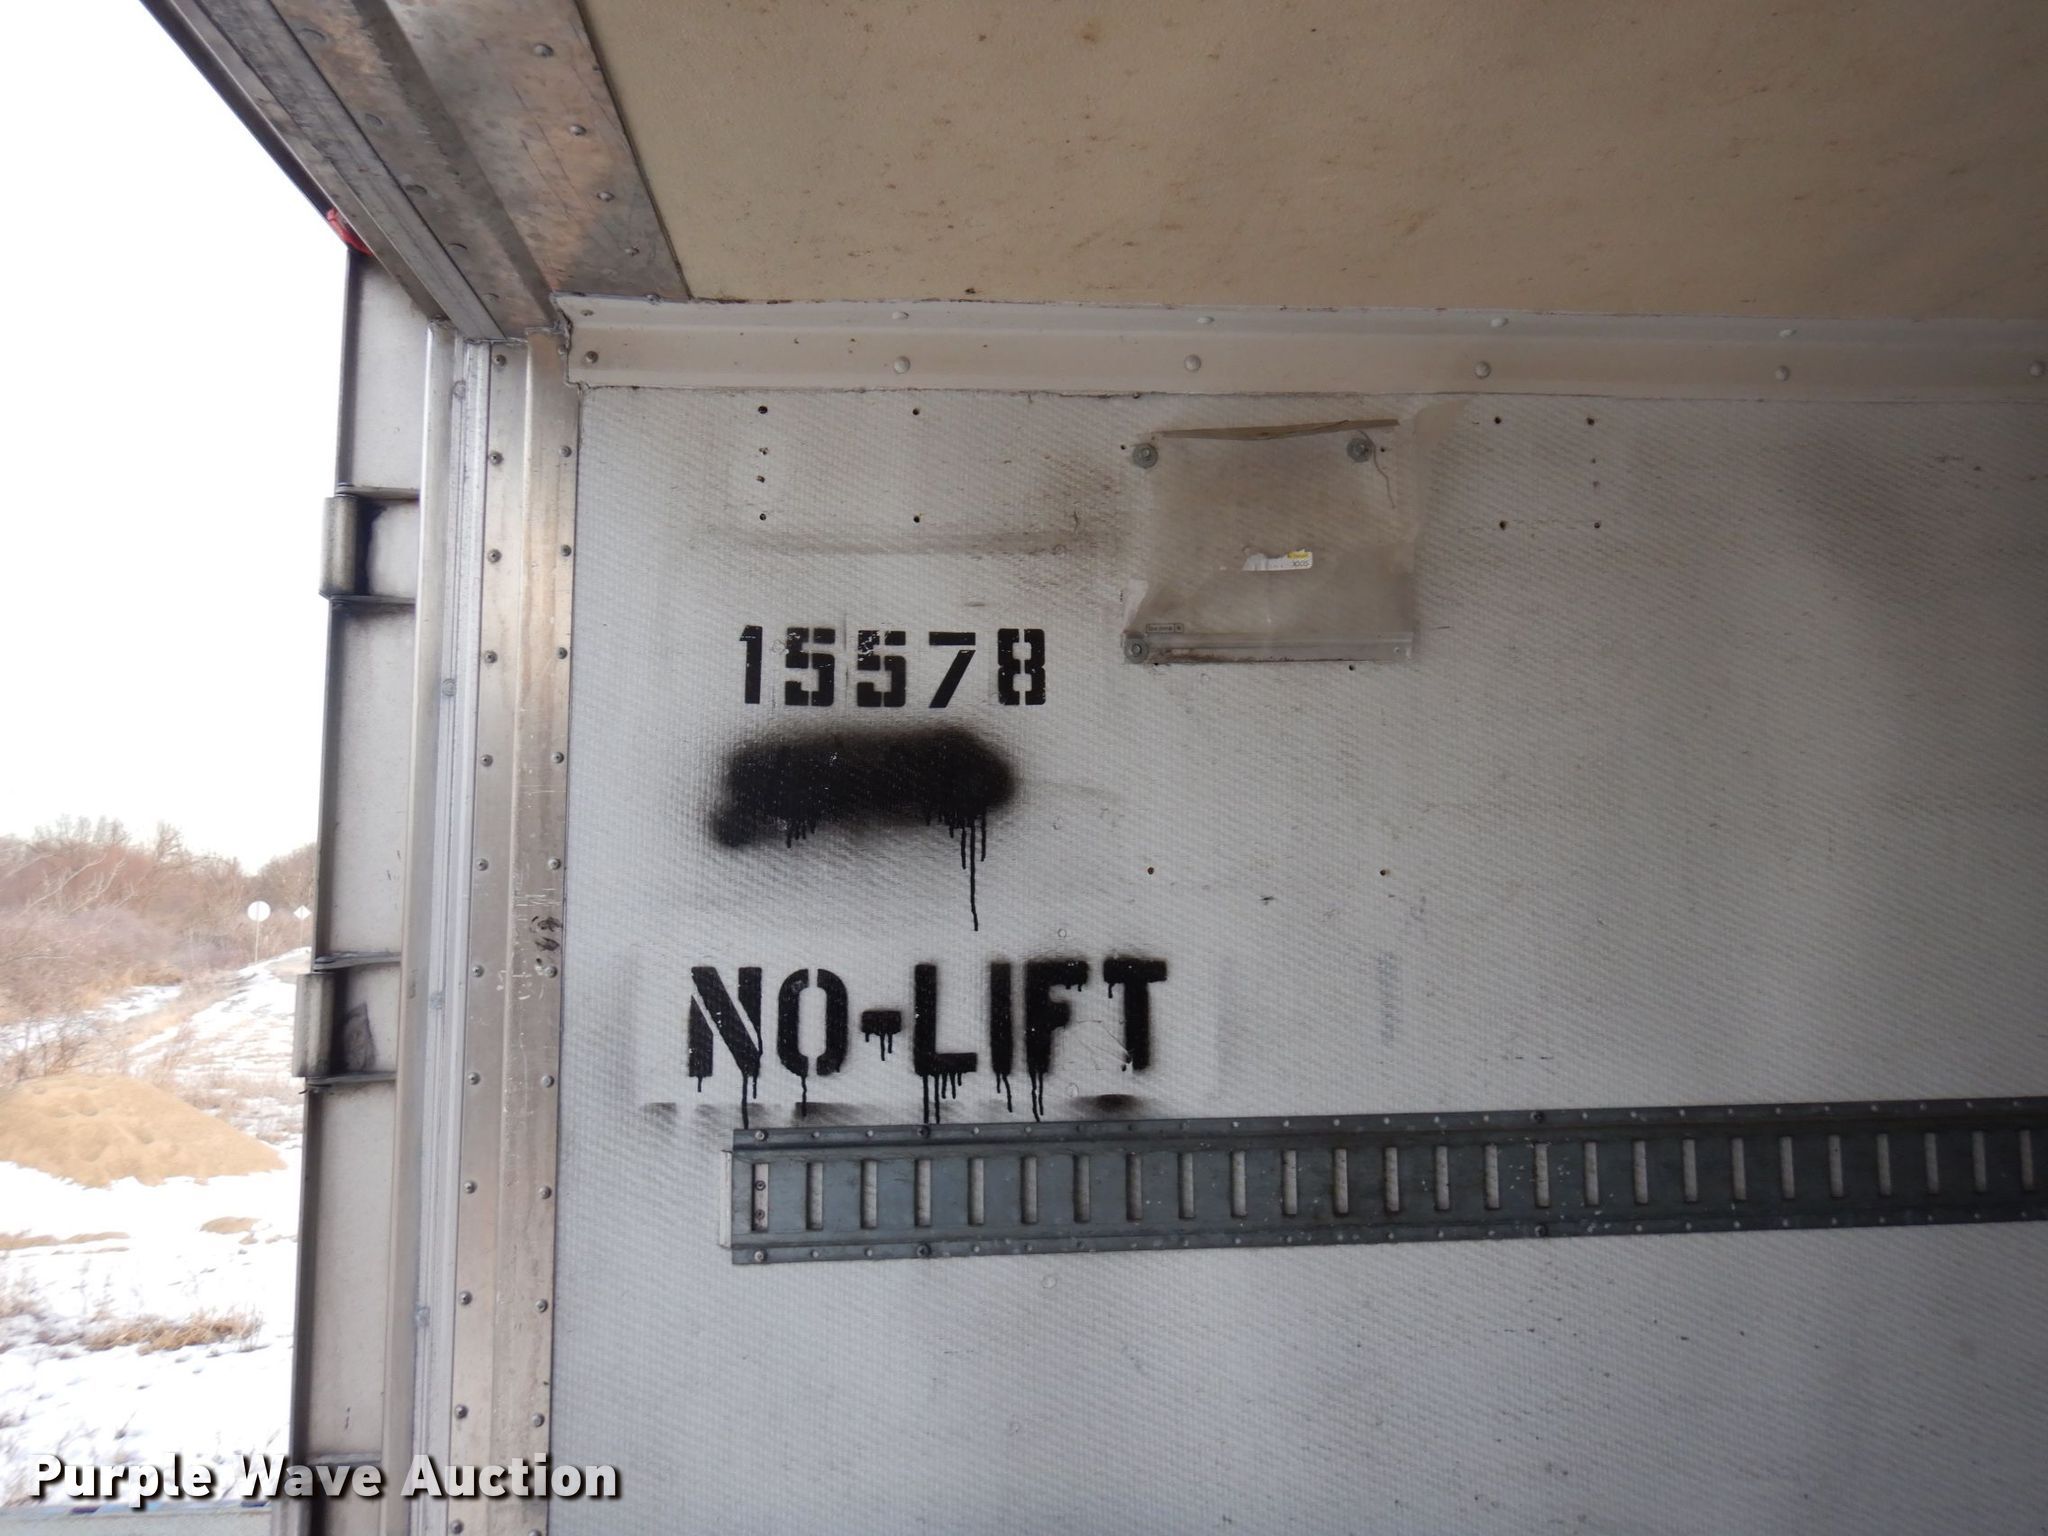 15578
NO-LIFT
Purple Wave Auction